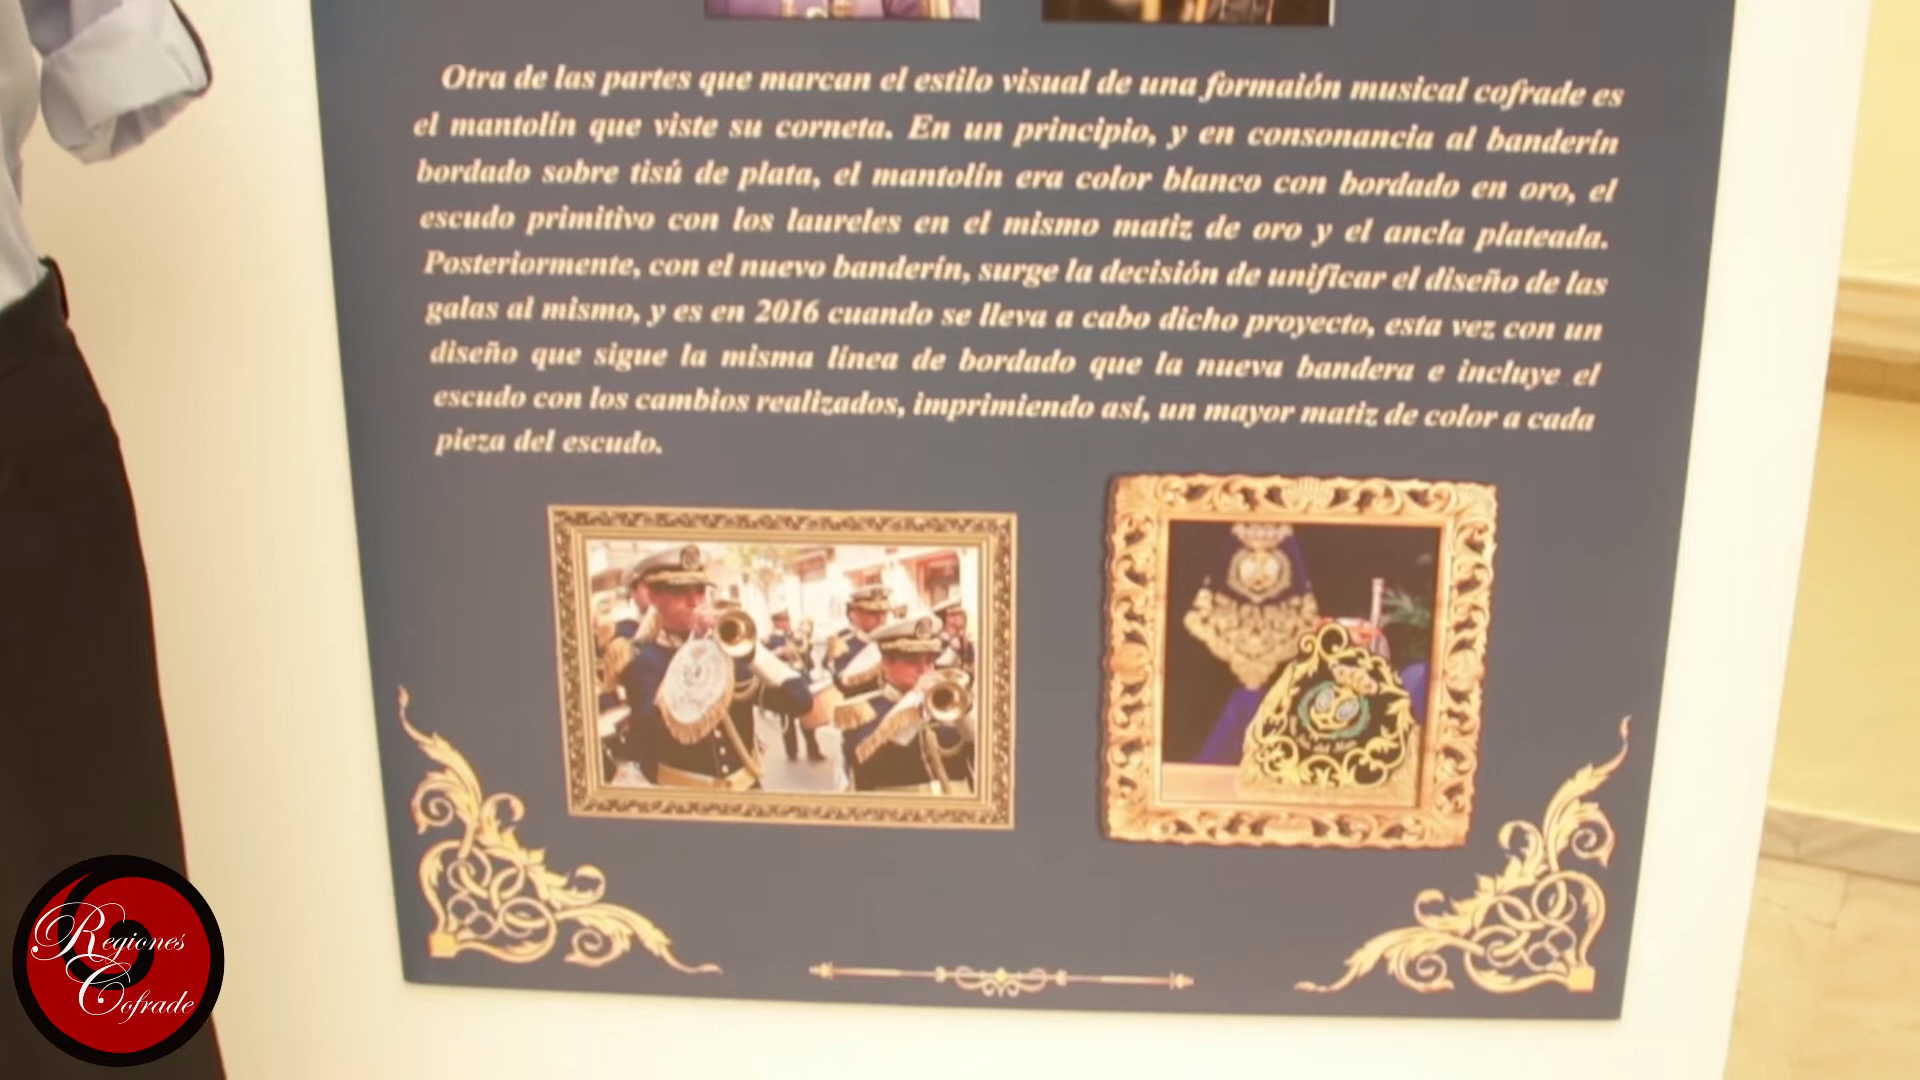 Otra de las partes que marcan el estilo visual de una formaión musical cofrade es
el mantolín que viste su corneta. En un principio, y en consonancia al banderín
bordado sobre tisú de plata, el mantolín era color blanco con bordado en oro, el
escudo primitivo con los laureles en el mismo matiz de oro y el ancla plateada.
Posteriormente, con el nuevo banderín, surge la decisión de unificar el diseño de las
galas al mismo, y es en 2016 cuando se lleva a cabo dicho proyecto, esta vez con un
diseño que sigue la misma línea de bordado que la nueva bandera e incluye el
escudo con los cambios realizados, imprimiendo así, un mayor matiz de color a cada
pieza del escudo.
Regiones
Cofrade